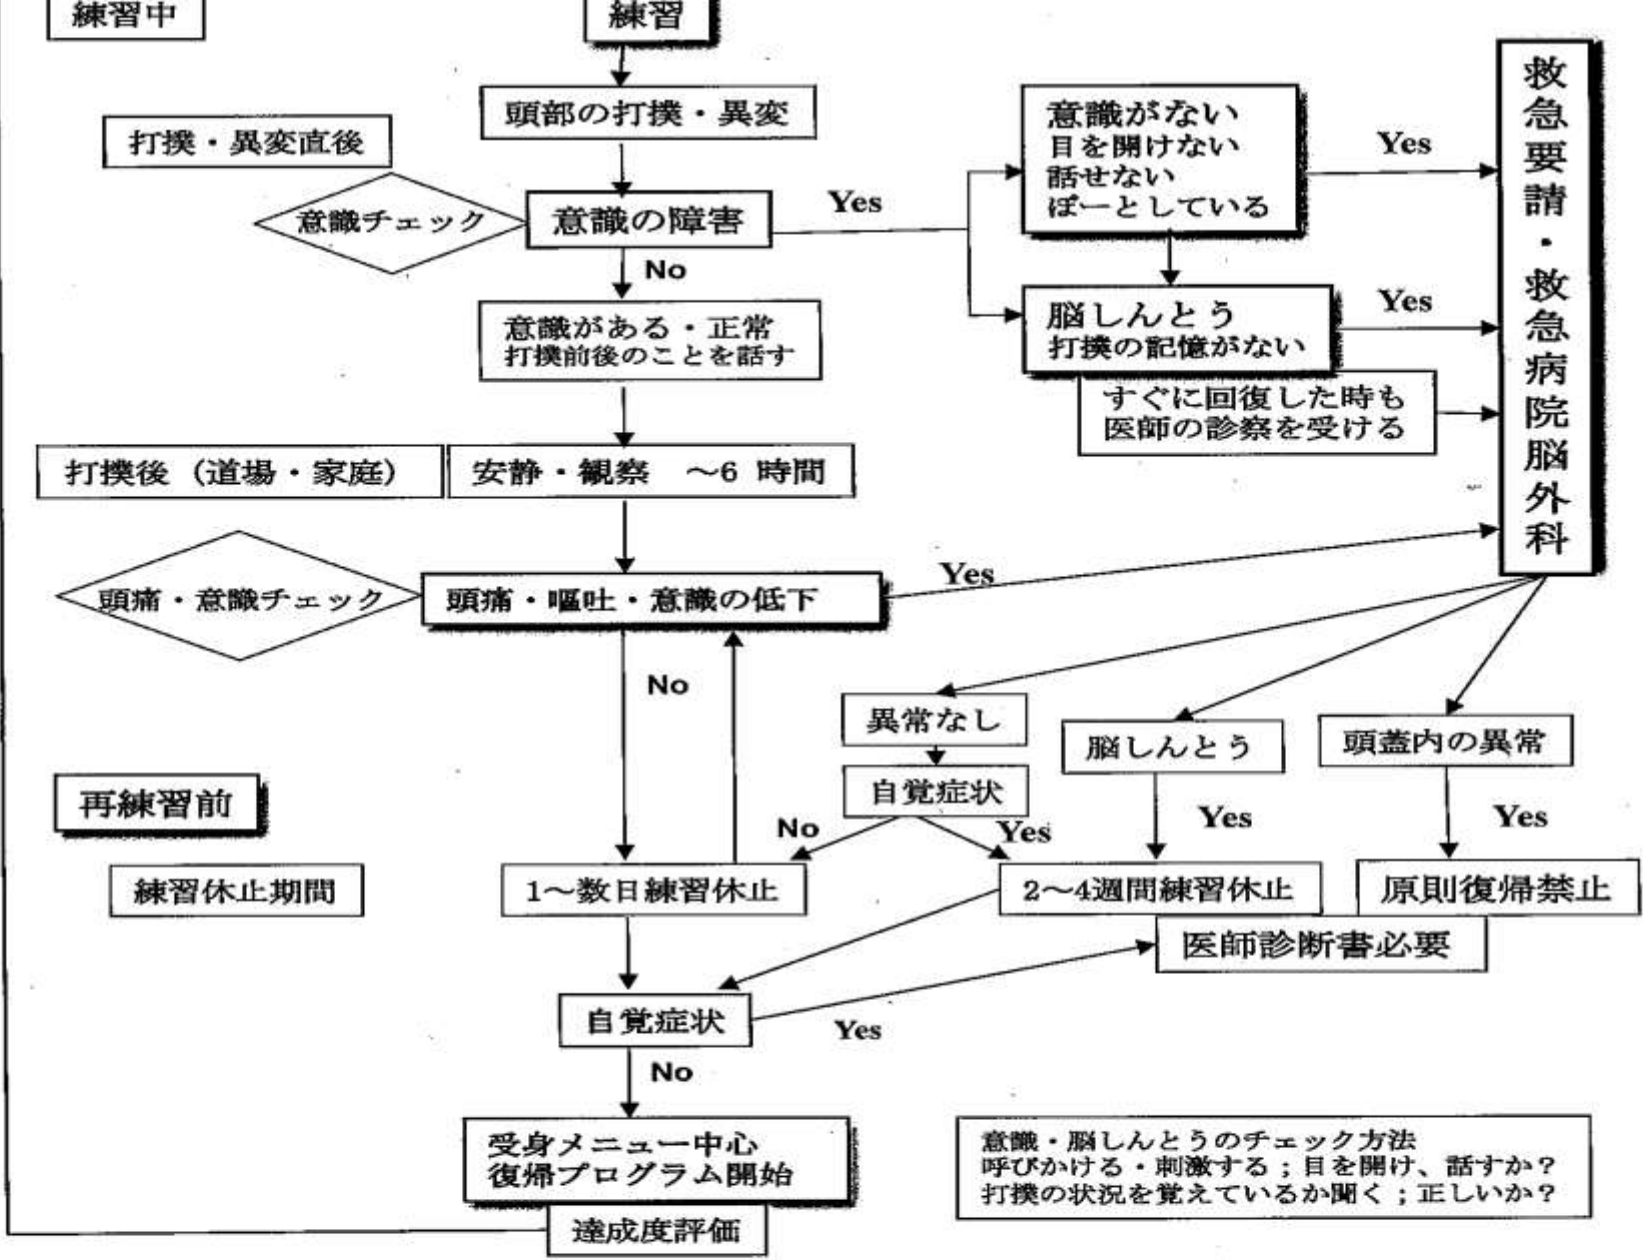 練習中
練習
頭部の打撲・異変
打撲・異変直後
意識チェック
意識の障害
Yes
No
意識がない
目を開けない
話せない
ぼーとしている
Yes
脳しんとう
打撲の記憶がない
Yes
すぐに回復した時も
医師の診察を受ける
救急要請・救急病院脳外科
意識がある・正常
打撲前後のことを話す
打撲後（道場・家庭）
安静・観察　～6 時間
頭痛・意識チェック
頭痛・嘔吐・意識の低下
Yes
No
異常なし
自覚症状
No
Yes
脳しんとう
Yes
頭蓋内の異常
Yes
再練習前
練習休止期間
1～数日練習休止
2～4週間練習休止
原則復帰禁止
医師診断書必要
自覚症状
Yes
No
受身メニュー中心
復帰プログラム開始
達成度評価
意識・脳しんとうのチェック方法
呼びかける・刺激する；目を開け、話すか？
打撲の状況を覚えているか聞く；正しいか？